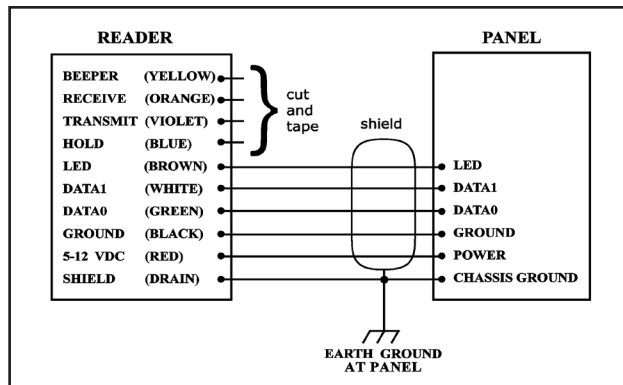 READER
PANEL
BEEPER (YELLOW)
RECEIVE (ORANGE)
TRANSMIT (VIOLET)
HOLD (BLUE)
LED (BROWN)
DATA1 (WHITE)
DATA0 (GREEN)
GROUND (BLACK)
5-12 VDC (RED)
SHIELD (DRAIN)
cut
and
tape
shield
LED
DATA1
DATA0
GROUND
POWER
CHASSIS GROUND
EARTH GROUND
AT PANEL